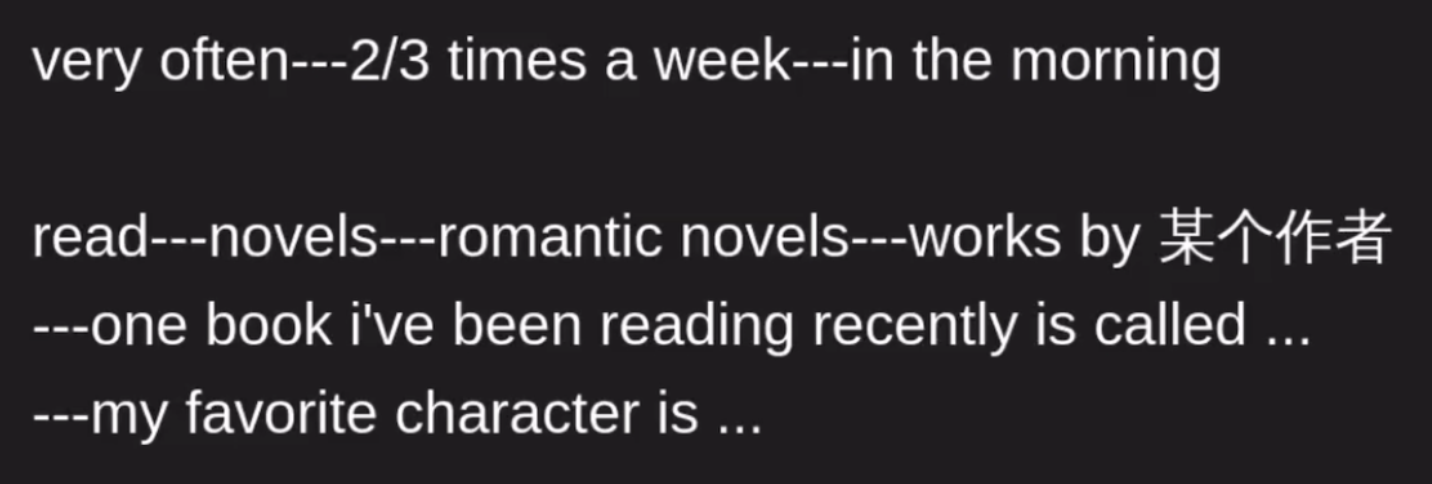 very often---2/3 times a week---in the morning
read---novels---romantic novels---works by 某个作者
---one book i've been reading recently is called ...
---my favorite character is ...